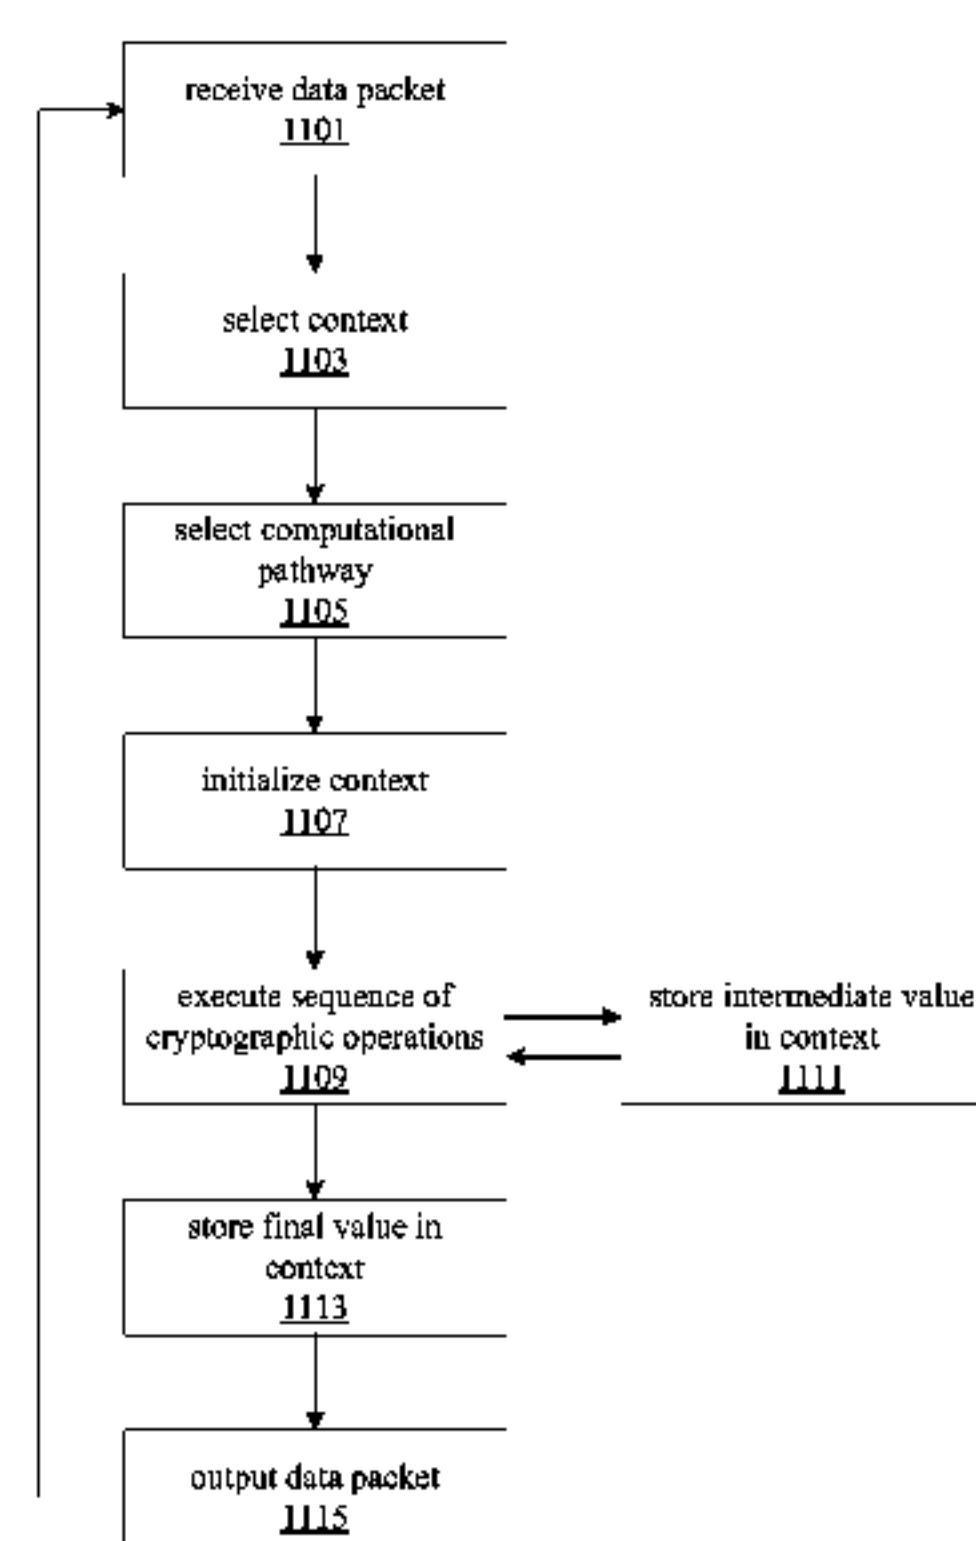 receive data packet
1101
select context
1103
select computational
pathway
1105
initialize context
1107
execute sequence of
cryptographic operations
1109
store intermediate value
in context
1111
store final value in
context
1113
output data packet
1115